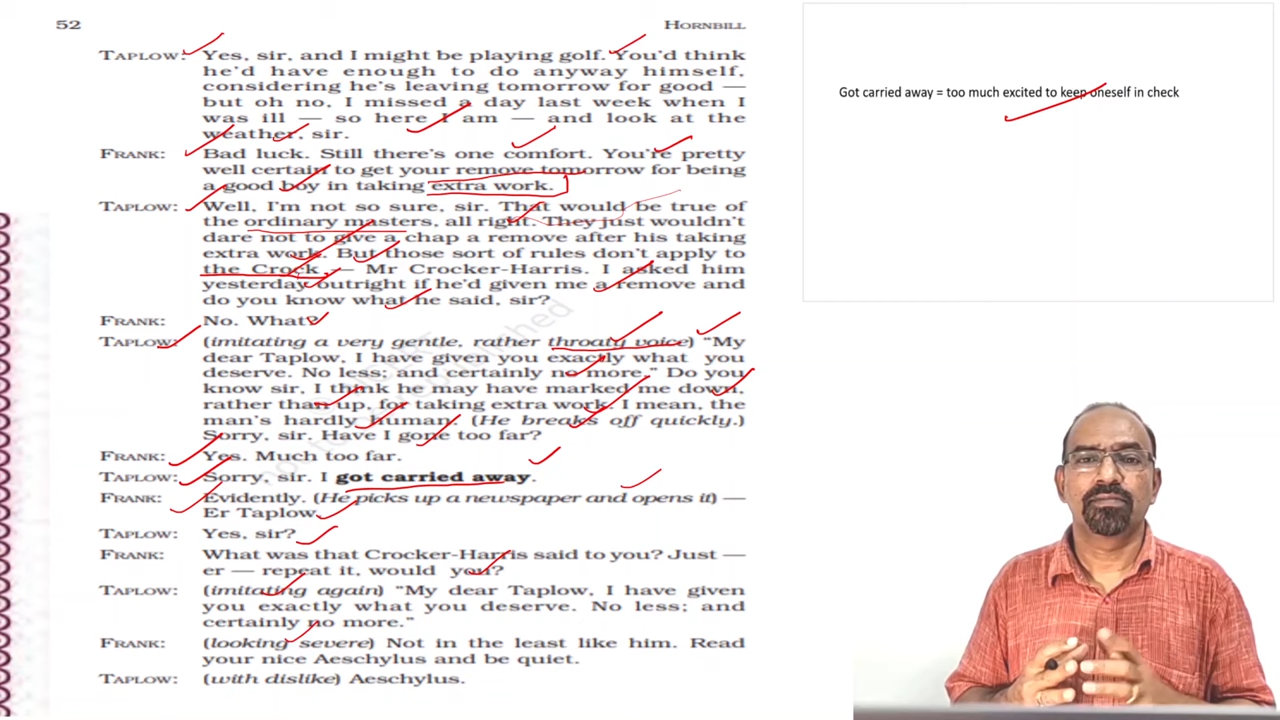 52 HORNBILL
TAPLOW: Yes, sir, and I might be playing golf. You'd think
he'd have enough to do anyway himself,
considering he's leaving tomorrow for good —
but oh no, I missed a day last week when I
was ill — so here I am — and look at the
weather, sir.
FRANK: Bad luck. Still there's one comfort. You're pretty
well certain to get your remove tomorrow for being
a good boy in taking extra work.
TAPLOW: Well, I'm not so sure, sir. That would be true of
the ordinary masters, all right. They just wouldn't
dare not to give a chap a remove after his taking
extra work. But those sort of rules don't apply to
the Crock — Mr Crocker-Harris. I asked him
yesterday outright if he'd given me a remove and
do you know what he said, sir?
FRANK: No. What?
TAPLOW: (imitating a very gentle, rather throaty voice) “My
dear Taplow, I have given you exactly what you
deserve. No less; and certainly no more.” Do you
know sir, I think he may have marked me down,
rather than up, for taking extra work. I mean, the
man's hardly human. (He breaks off quickly.)
Sorry, sir. Have I gone too far?
FRANK: Yes. Much too far.
TAPLOW: Sorry, sir. I got carried away.
FRANK: Evidently. (He picks up a newspaper and opens it) —
Er Taplow.
TAPLOW: Yes, sir?
FRANK: What was that Crocker-Harris said to you? Just —
er — repeat it, would you?
TAPLOW: (imitating again) “My dear Taplow, I have given
you exactly what you deserve. No less; and
certainly no more.”
FRANK: (looking severe) Not in the least like him. Read
your nice Aeschylus and be quiet.
TAPLOW: (with dislike) Aeschylus.
Got carried away = too much excited to keep oneself in check